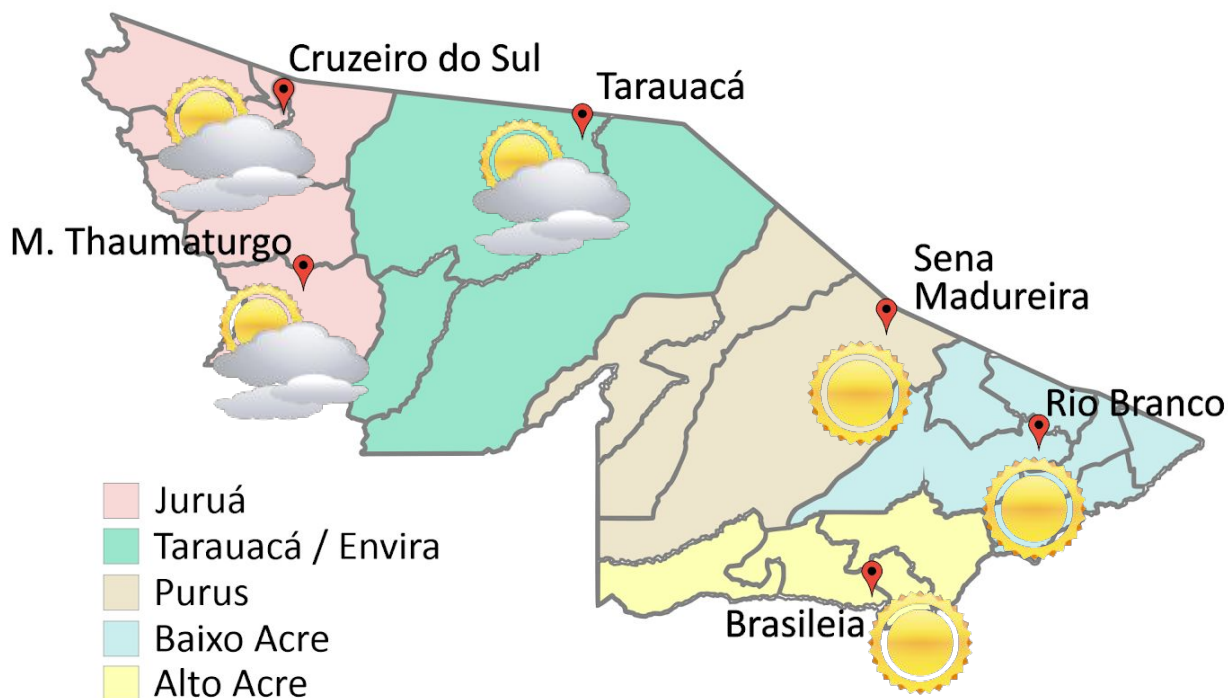 Cruzeiro do Sul
Tarauacá
M. Thaumaturgo
Sena
Madureira
Rio Branco
Brasileia
Juruá
Tarauacá / Envira
Purus
Baixo Acre
Alto Acre